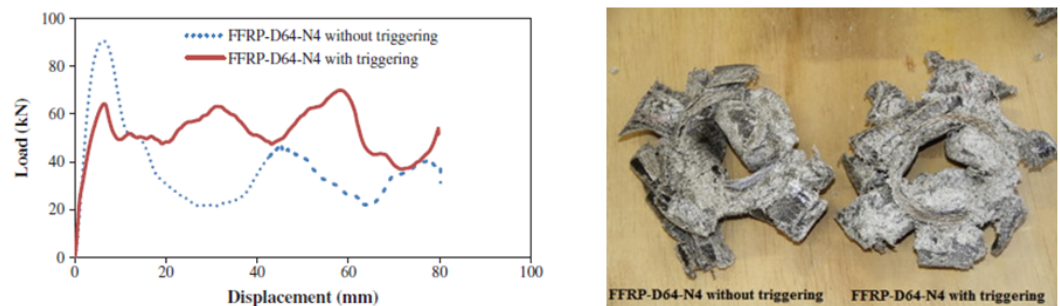 100
80
60
40
20
0
Load (kN)
FFRP-D64-N4 without triggering
FFRP-D64-N4 with triggering
0 20 40 60 80 100
Displacement (mm)
FFRP-D64-N4 without triggering FFRP-D64-N4 with triggering